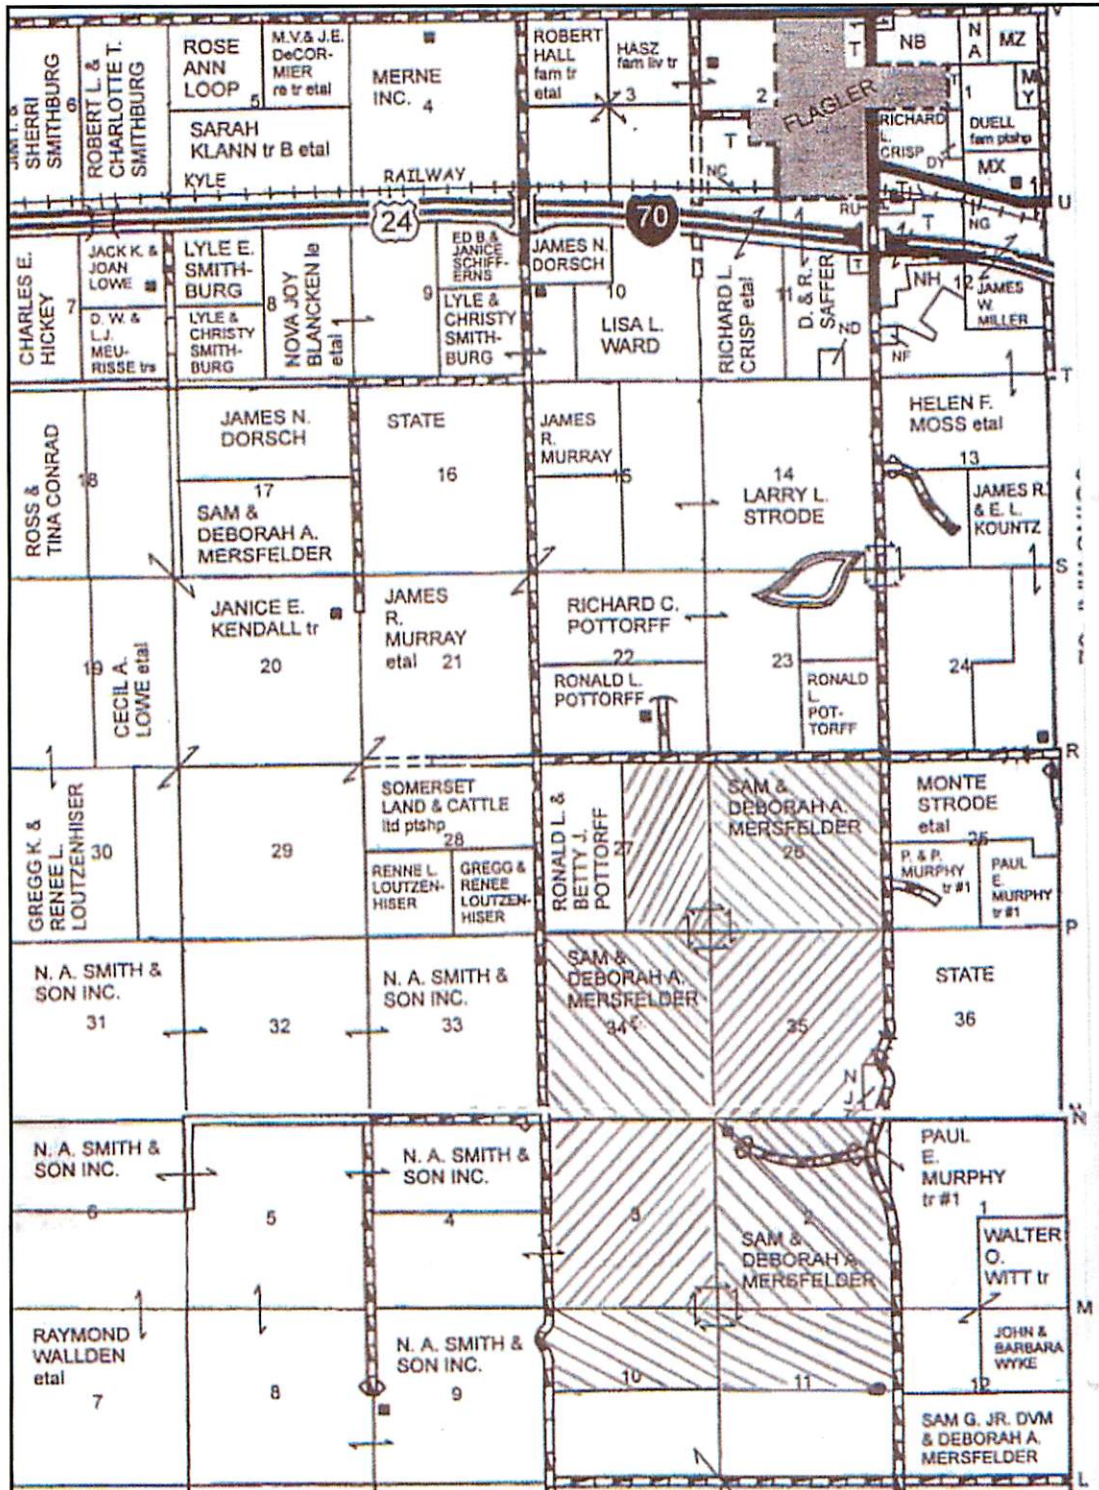 SHERRI
SMITHBURG
6
ROBERT L. &
CHARLOTTE T.
SMITHBURG
ROSE
ANN
LOOP
5
M.V.& J.E.
DeCOR-
MIER
re tr etal
SARAH
KLANN tr B etal
MERNE
INC.
4
ROBERT
HALL
fam tr
etal
HASZ
fam liv tr
3
2
FLAGLER
T
T
T
NB
N
A
MZ
M
Y
1
T
RICHARD
L.
CRISP
DY
DUELL
fam ptshp
MX
KYLE
RAILWAY
NC
T
RU
T
NG
V
U
24
70
CHARLES E.
HICKEY
7
JACK K. &
JOAN
LOWE
D. W. &
L.J.
MEU-
RISSE trs
LYLE E.
SMITH-
BURG
LYLE &
CHRISTY
SMITH-
BURG
8
NOVA JOY
BLANCKEN le
etal
9
ED B.&
JANICE
SCHIFF-
ERNS
LYLE &
CHRISTY
SMITH-
BURG
JAMES N.
DORSCH
10
LISA L.
WARD
RICHARD L.
CRISP etal
11
D. & R.
SAFFER
T
ND
NH
NF
12
JAMES
W.
MILLER
T
ROSS &
TINA CONRAD
18
JAMES N.
DORSCH
17
SAM &
DEBORAH A.
MERSFELDER
STATE
16
JAMES
R.
MURRAY
15
14
LARRY L.
STRODE
HELEN F.
MOSS etal
13
JAMES R.
& E. L.
KOUNTZ
S
19
CECIL A.
LOWE etal
JANICE E.
KENDALL tr
20
JAMES
R.
MURRAY
etal 21
RICHARD C.
POTTORFF
22
RONALD L.
POTTORFF
23
RONALD
L.
POT-
TORFF
24
R
GREGG K. &
RENEE L.
LOUTZENHISER
30
29
SOMERSET
LAND & CATTLE
ltd ptshp
28
RENNE L.
LOUTZEN-
HISER
GREGG &
RENEE
LOUTZEN-
HISER
RONALD L. &
BETTY J.
POTTORFF
27
SAM &
DEBORAH A.
MERSFELDER
26
MONTE
STRODE
etal
25
P. & P.
MURPHY
tr #1
PAUL
E.
MURPHY
tr #1
P
N. A. SMITH &
SON INC.
31
32
N. A. SMITH &
SON INC.
33
SAM &
DEBORAH A.
MERSFELDER
34
35
N
J
STATE
36
N
N. A. SMITH &
SON INC.
6
5
N. A. SMITH &
SON INC.
4
3
2
SAM &
DEBORAH A
MERSFELDER
PAUL
E.
MURPHY
tr #1
1
WALTER
O.
WITT tr
M
RAYMOND
WALLDEN
etal
7
8
N. A. SMITH &
SON INC.
9
10
11
JOHN &
BARBARA
WYKE
12
SAM G. JR. DVM
& DEBORAH A.
MERSFELDER
L